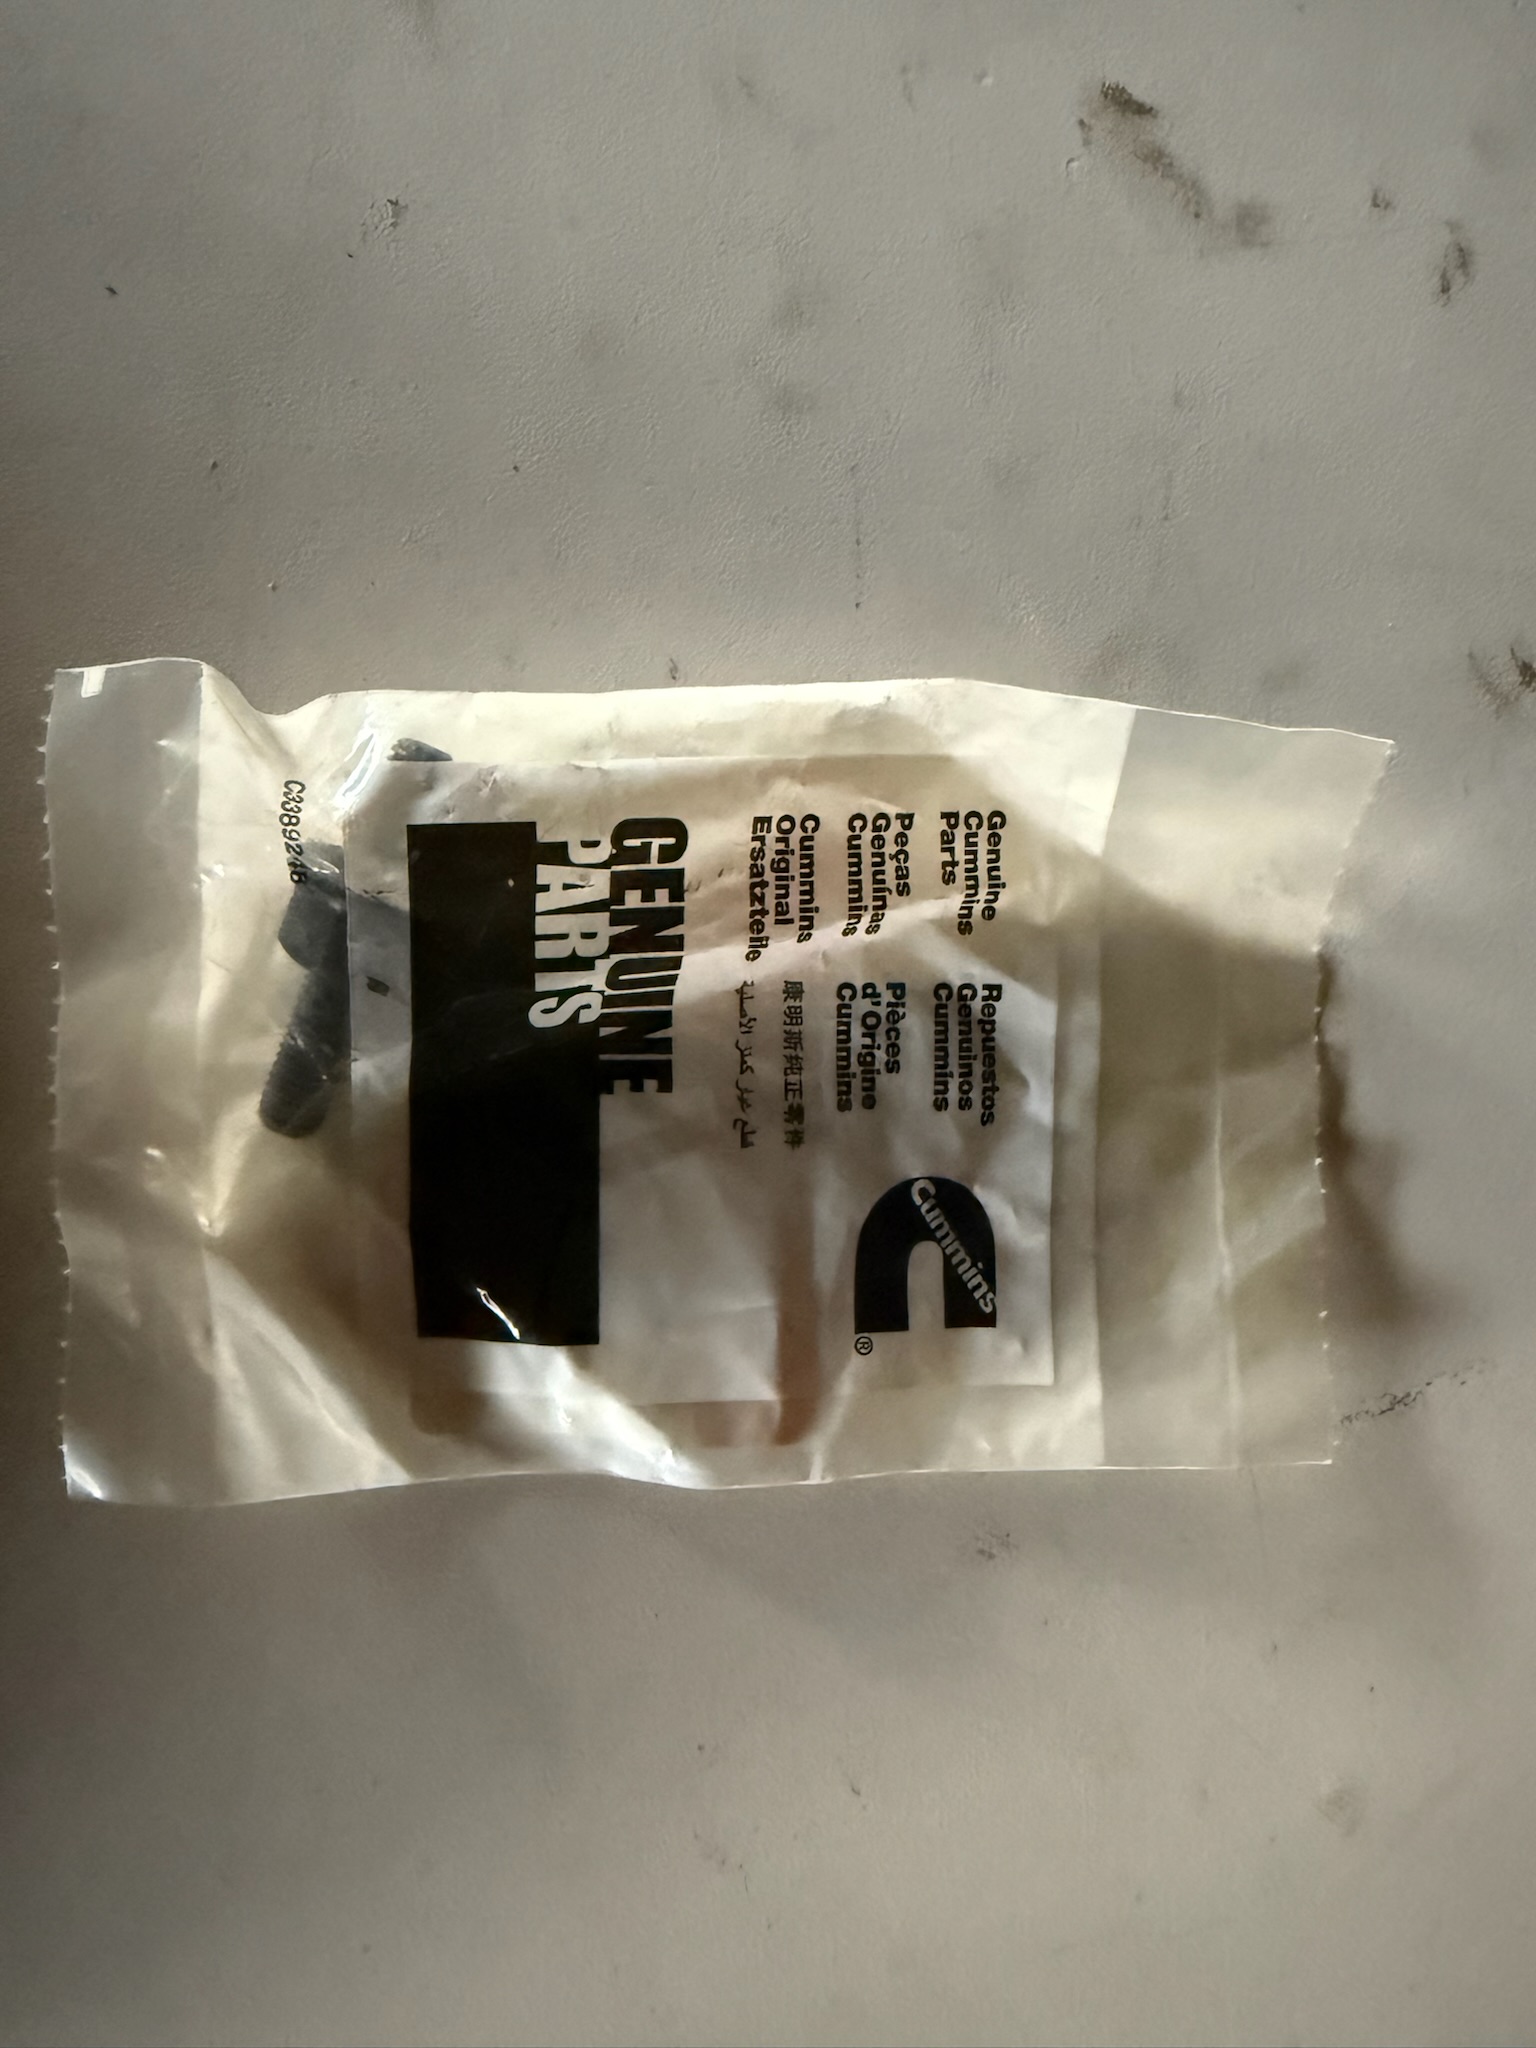 Genuine
Cummins
Parts
Repuestos
Genuinos
Cummins
Peças
Genuínas
Cummins
Pièces
d'Origine
Cummins
Cummins
Original
Ersatzteile
康明斯纯正零件
GENUINE
PARTS
Cummins
®